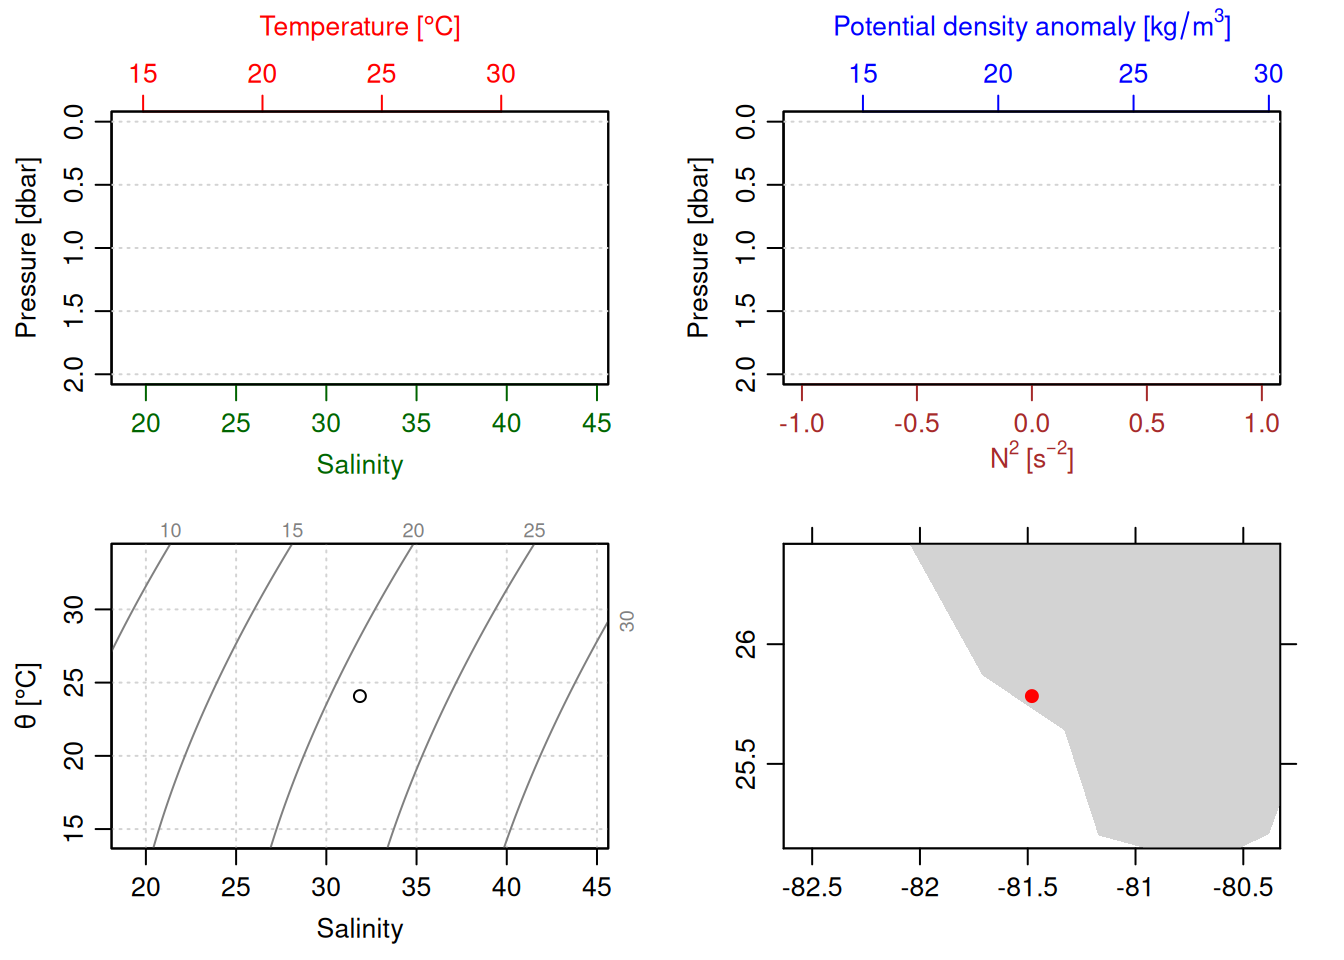 Temperature [°C]
15 20 25 30
Pressure [dbar]
0.0 0.5 1.0 1.5 2.0
20 25 30 35 40 45
Salinity
Potential density anomaly [kg/m³]
15 20 25 30
Pressure [dbar]
0.0 0.5 1.0 1.5 2.0
-1.0 -0.5 0.0 0.5 1.0
N² [s⁻²]
10 15 20 25
30
θ [°C]
30 25 20 15
20 25 30 35 40 45
Salinity
26
25.5
-82.5 -82 -81.5 -81 -80.5